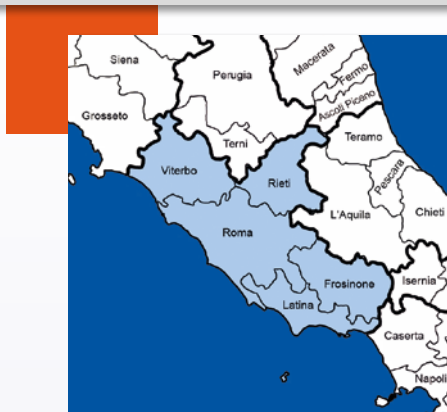 Siena
Perugia
Macerata
Fermo
Ascoli Piceno
Grosseto
Terni
Teramo
Viterbo
Rieti
Pescara
L'Aquila
Chieti
Roma
Frosinone
Isernia
Latina
Caserta
Napoli